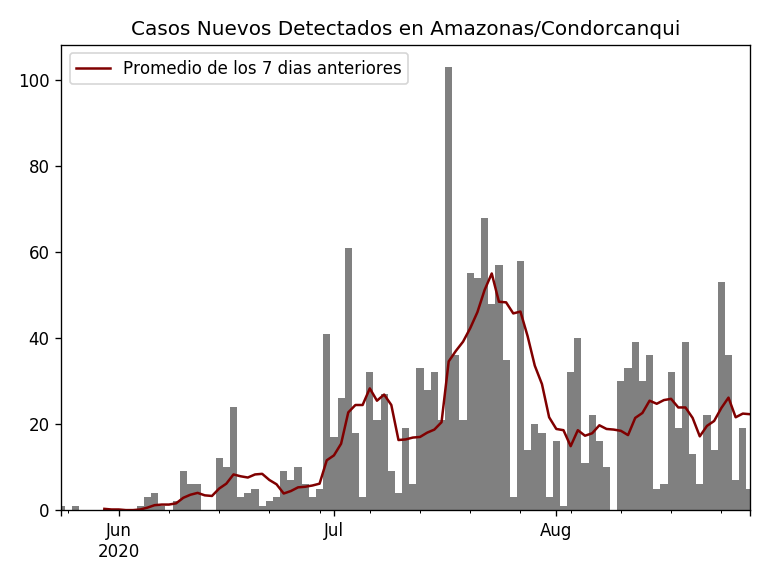 Casos Nuevos Detectados en Amazonas/Condorcanqui
Promedio de los 7 dias anteriores
100
80
60
40
20
0
Jun
2020
Jul
Aug